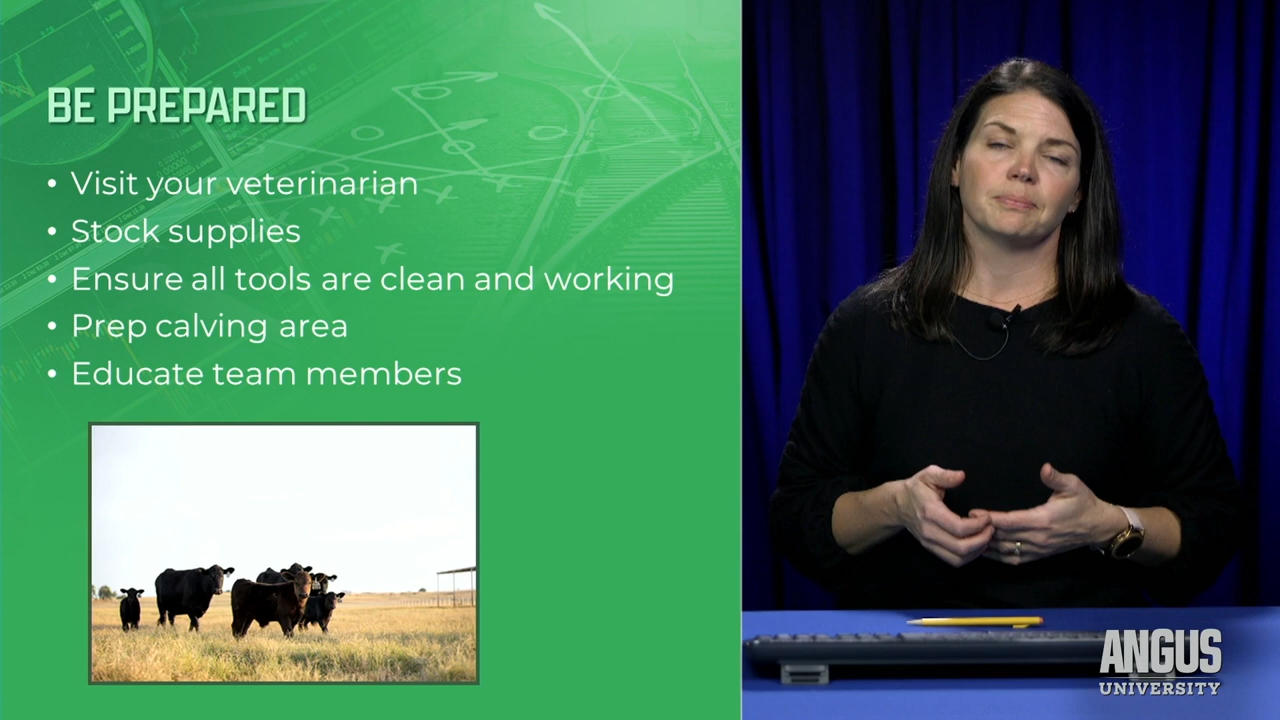 BE PREPARED
• Visit your veterinarian
• Stock supplies
• Ensure all tools are clean and working
• Prep calving area
• Educate team members
ANGUS
UNIVERSITY